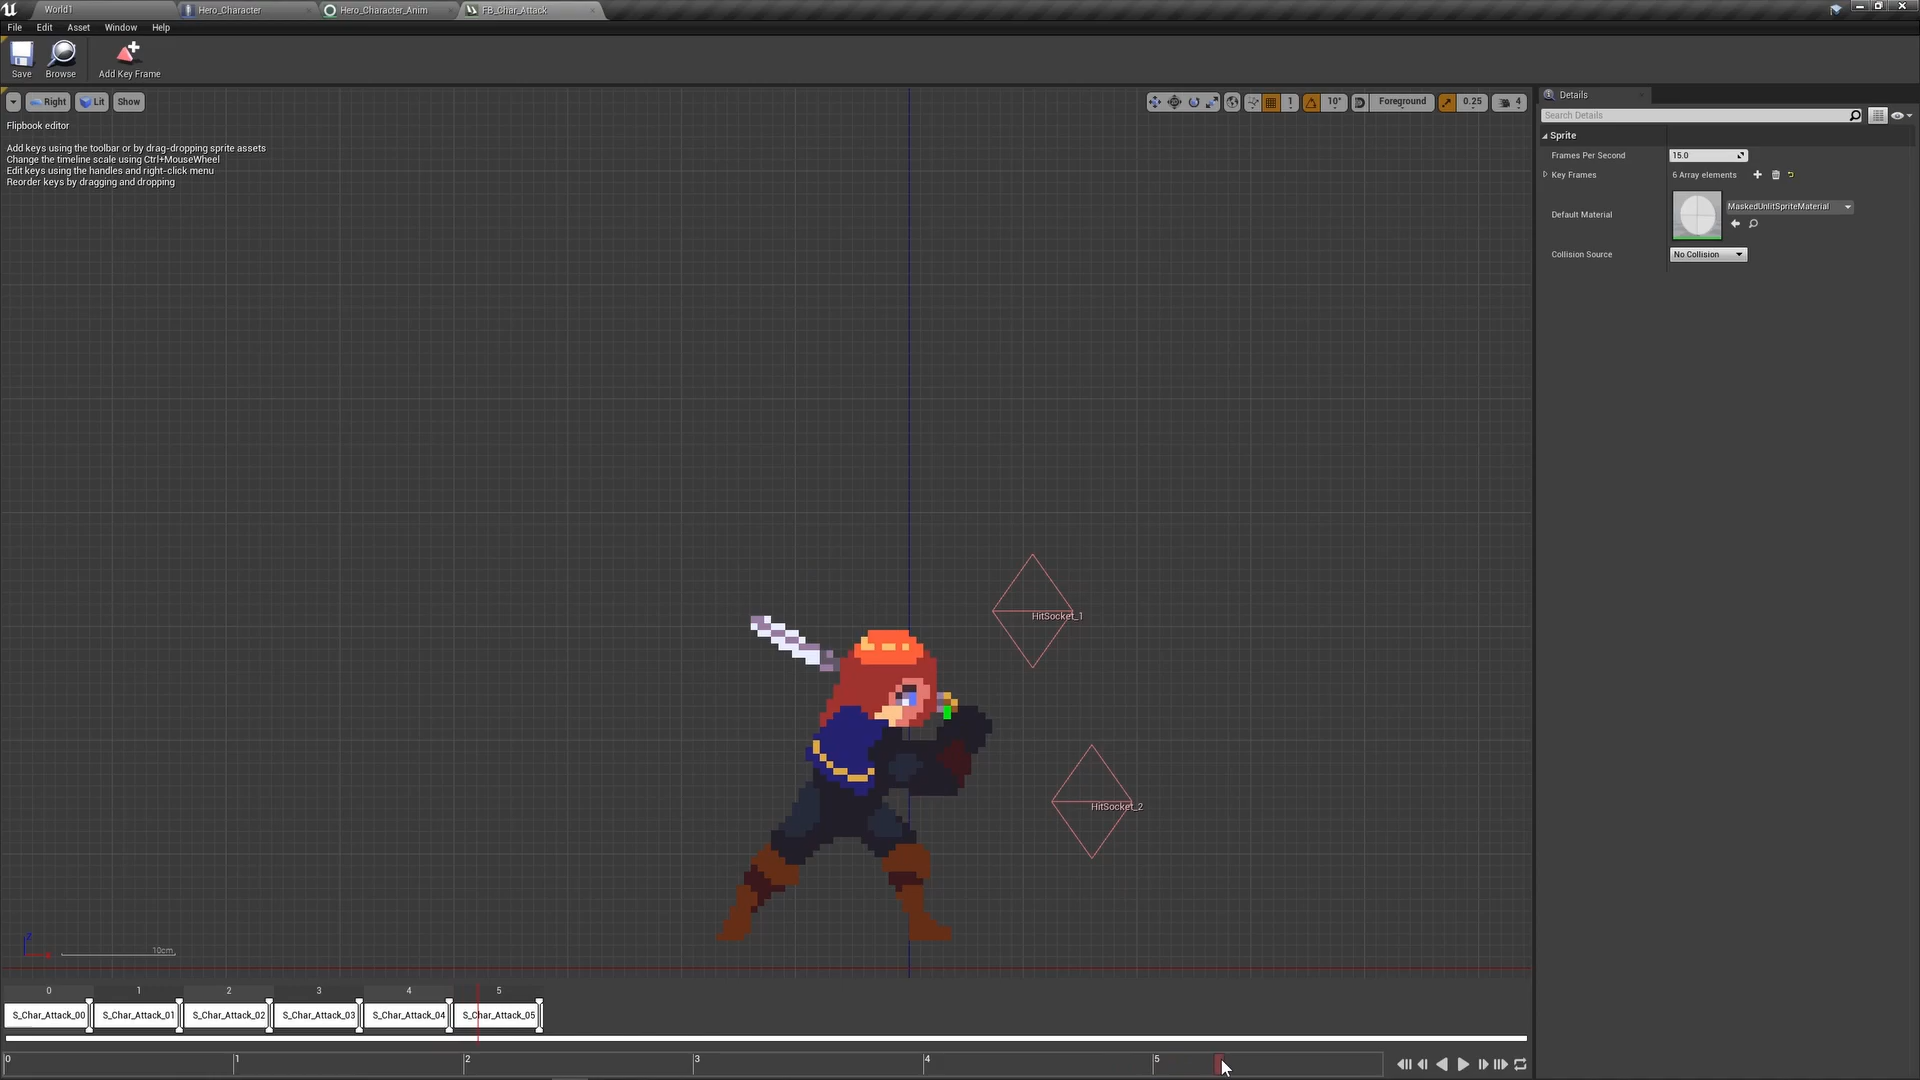 World1
Hero_Character
Hero_Character_Anim
FB_Char_Attack
File Edit Asset Window Help
Save Browse Add Key Frame
Right Lit Show
1 10° Foreground 0.25 4
Flipbook editor
Add keys using the toolbar or by drag-dropping sprite assets
Change the timeline scale using Ctrl+MouseWheel
Edit keys using the handles and right-click menu
Reorder keys by dragging and dropping
Details
Search Details
Sprite
Frames Per Second 15.0
Key Frames 6 Array elements
Default Material MaskedUnlitSpriteMaterial
Collision Source No Collision
HitSocket_1
HitSocket_2
Z
10cm
0 1 2 3 4 5
S_Char_Attack_00 S_Char_Attack_01 S_Char_Attack_02 S_Char_Attack_03 S_Char_Attack_04 S_Char_Attack_05
0 1 2 3 4 5